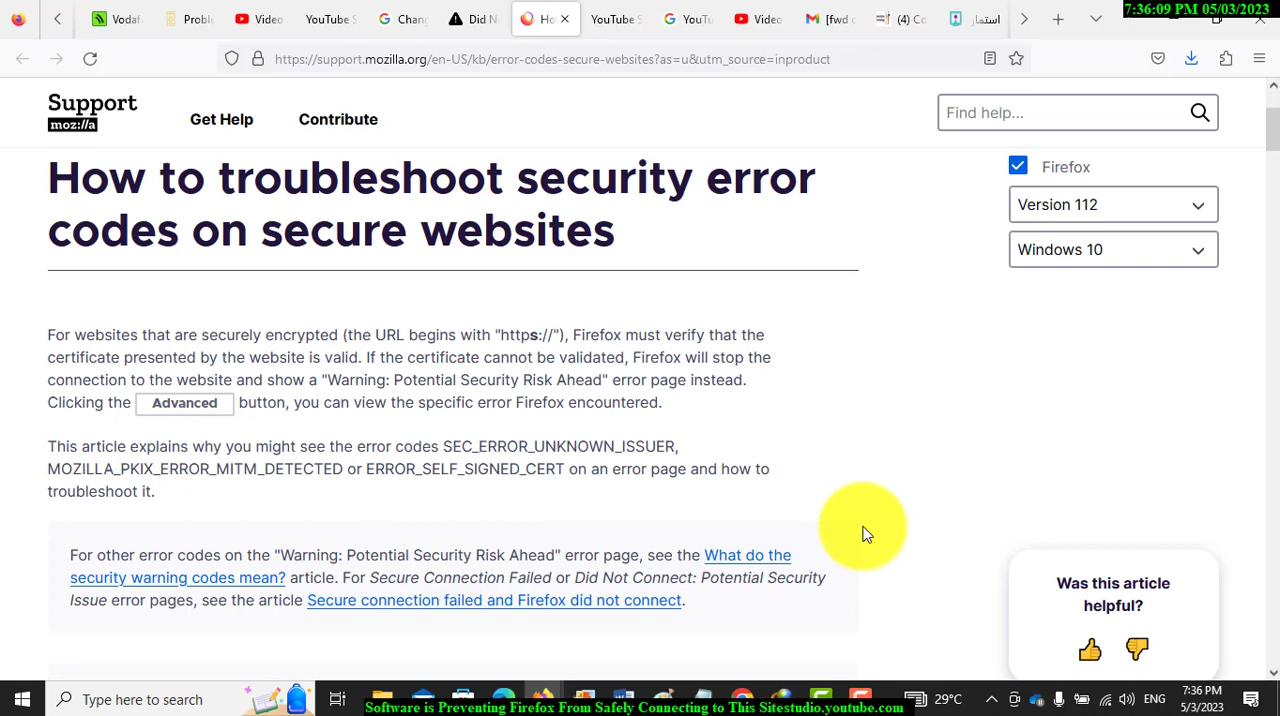 7:36:09 PM 05/03/2023
Vodaf
Proble
Video
YouTube S
Chang
Did N
Ho
YouTube S
YouTu
Video
[fwd c
(4) Co
استمار
https://support.mozilla.org/en-US/kb/error-codes-secure-websites?as=u&utm_source=inproduct
Support
moz://a
Get Help
Contribute
Find help...
How to troubleshoot security error
codes on secure websites
Firefox
Version 112
Windows 10
For websites that are securely encrypted (the URL begins with "https://"), Firefox must verify that the
certificate presented by the website is valid. If the certificate cannot be validated, Firefox will stop the
connection to the website and show a "Warning: Potential Security Risk Ahead" error page instead.
Clicking the Advanced button, you can view the specific error Firefox encountered.
This article explains why you might see the error codes SEC_ERROR_UNKNOWN_ISSUER,
MOZILLA_PKIX_ERROR_MITM_DETECTED or ERROR_SELF_SIGNED_CERT on an error page and how to
troubleshoot it.
For other error codes on the "Warning: Potential Security Risk Ahead" error page, see the What do the
security warning codes mean? article. For Secure Connection Failed or Did Not Connect: Potential Security
Issue error pages, see the article Secure connection failed and Firefox did not connect.
Was this article
helpful?
Type here to search
29°C
ENG
7:36 PM
5/3/2023
Software is Preventing Firefox From Safely Connecting to This Sitestudio.youtube.com